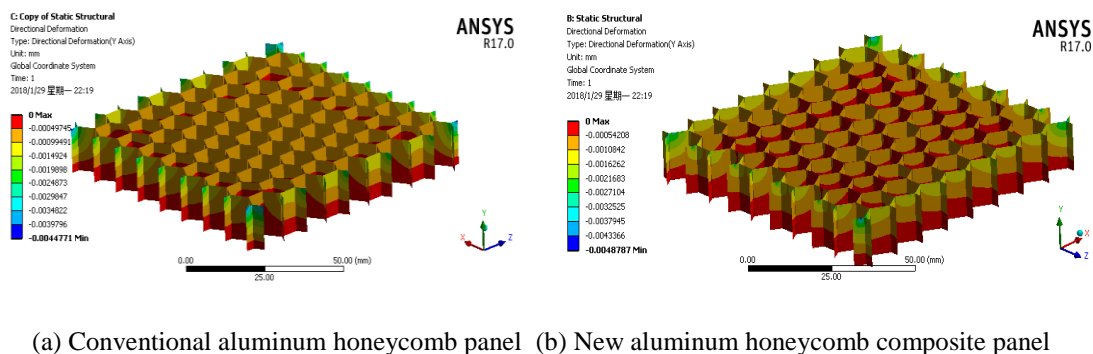 C: Copy of Static Structural
Directional Deformation
Type: Directional Deformation(Y Axis)
Unit: mm
Global Coordinate System
Time: 1
2018/1/29 星期一 22:19
0 Max
-0.00049745
-0.00099491
-0.0014924
-0.0019898
-0.0024873
-0.0029847
-0.0034822
-0.0039796
-0.0044771 Min
ANSYS
R17.0
Y
X
Z
0.00
50.00 (mm)
25.00
B: Static Structural
Directional Deformation
Type: Directional Deformation(Y Axis)
Unit: mm
Global Coordinate System
Time: 1
2018/1/29 星期一 22:19
0 Max
-0.00054208
-0.0010842
-0.0016262
-0.0021683
-0.0027104
-0.0032525
-0.0037945
-0.0043366
-0.0048787 Min
ANSYS
R17.0
Y
X
Z
0.00
50.00 (mm)
25.00
(a) Conventional aluminum honeycomb panel (b) New aluminum honeycomb composite panel